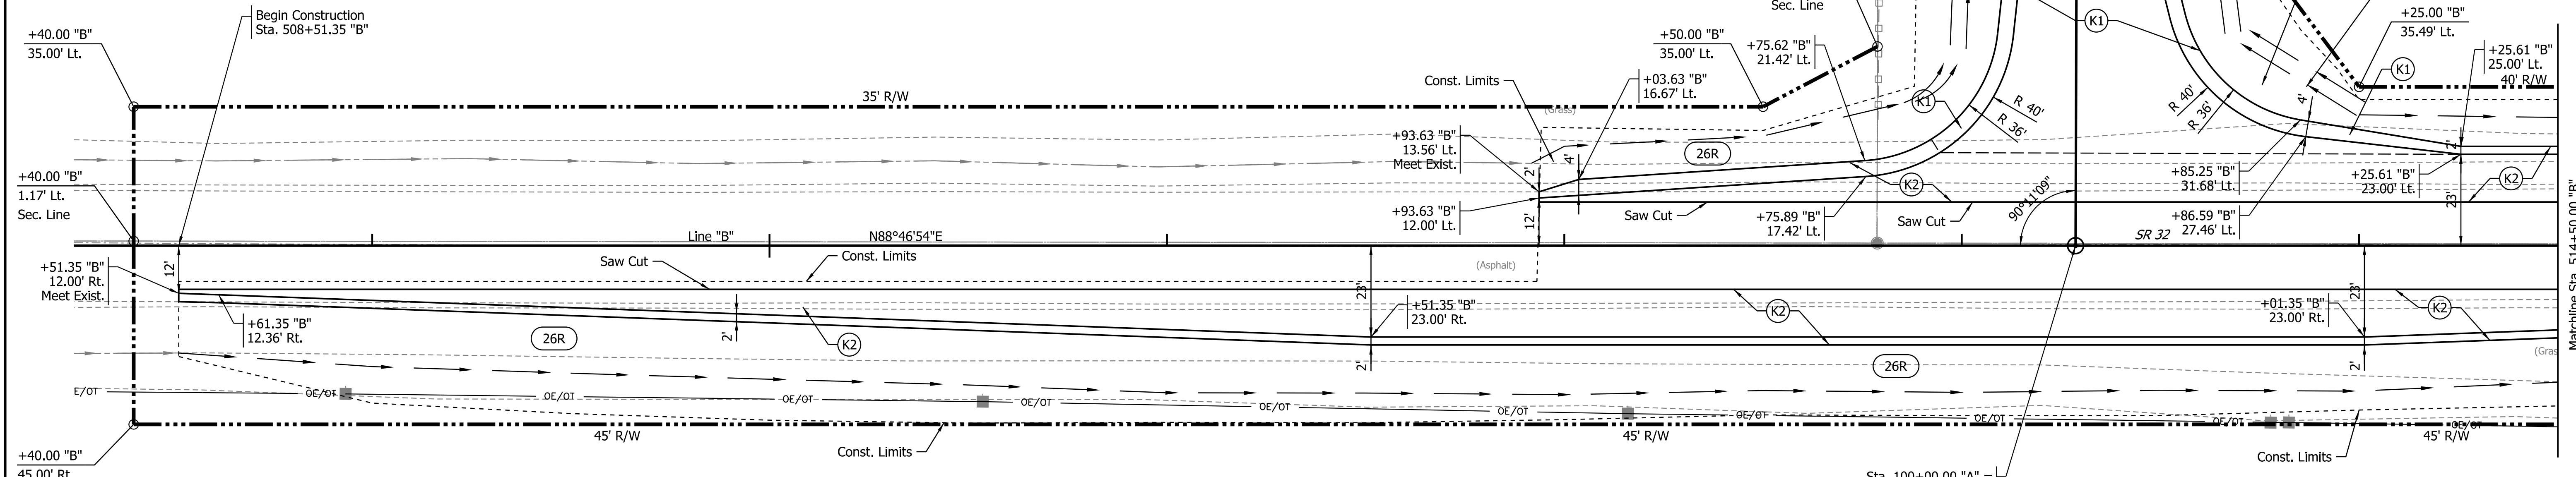 Begin Construction
Sta. 508+51.35 "B"
+40.00 "B"
35.00' Lt.
35' R/W
+40.00 "B"
1.17' Lt.
Sec. Line
Line "B"
N88°46'54"E
12'
+51.35 "B"
12.00' Rt.
Meet Exist.
Saw Cut
Const. Limits
+61.35 "B"
12.36' Rt.
26R
2'
K2
E/OT
OE/OT
OE/OT
OE/OT
OE/OT
OE/OT
OE/OT
OE/OT
OE/OT
OE/OT
OE/OT
45' R/W
Const. Limits
+40.00 "B"
45.00' Rt.
Sec. Line
+50.00 "B"
35.00' Lt.
+75.62 "B"
21.42' Lt.
Const. Limits
+03.63 "B"
16.67' Lt.
(Grass)
K1
R 40'
R 36'
+93.63 "B"
13.56' Lt.
Meet Exist.
4'
2'
26R
K2
+93.63 "B"
12.00' Lt.
12'
Saw Cut
+75.89 "B"
17.42' Lt.
Saw Cut
90°11'09"
(Asphalt)
23'
+51.35 "B"
23.00' Rt.
K2
2'
26R
45' R/W
Sta. 100+00.00 "A" =
K1
+25.00 "B"
35.49' Lt.
+25.61 "B"
25.00' Lt.
K1
40' R/W
R 40'
R 36'
4'
2'
+85.25 "B"
31.68' Lt.
+25.61 "B"
23.00' Lt.
K2
23'
+86.59 "B"
27.46' Lt.
SR 32
23'
+01.35 "B"
23.00' Rt.
K2
(Gras
2'
45' R/W
Const. Limits
Matchline Sta. 514+50.00 "B"